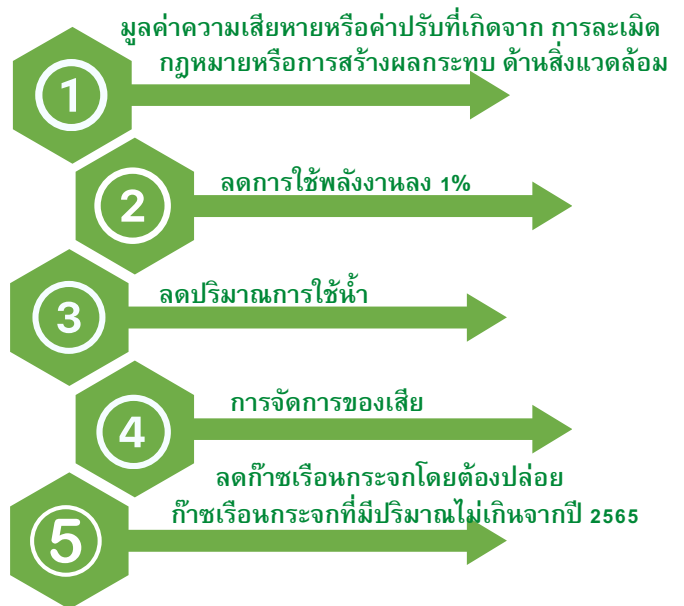 มูลค่าความเสียหายหรือค่าปรับที่เกิดจาก การละเมิด
กฎหมายหรือการสร้างผลกระทบ ด้านสิ่งแวดล้อม
1
ลดการใช้พลังงานลง 1%
2
ลดปริมาณการใช้น้ำ
3
การจัดการของเสีย
4
ลดก๊าซเรือนกระจกโดยต้องปล่อย
ก๊าซเรือนกระจกที่มีปริมาณไม่เกินจากปี 2565
5